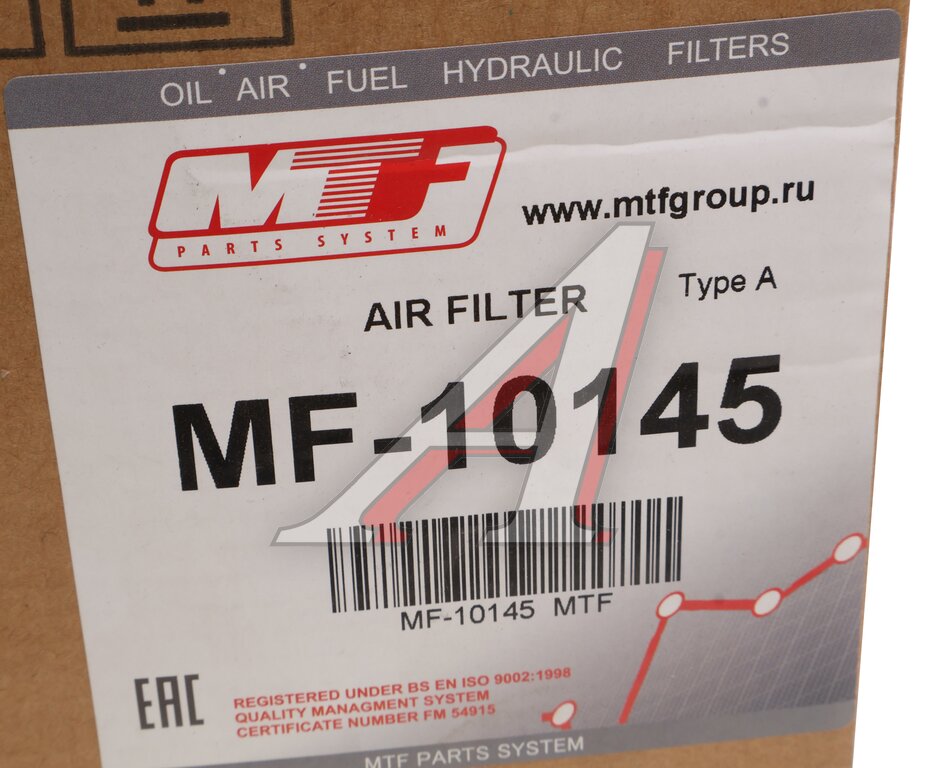 OIL AIR FUEL HYDRAULIC FILTERS
MTF
PARTS SYSTEM
www.mtfgroup.ru
AIR FILTER
Type A
MF-10145
MF-10145 MTF
EAC
REGISTERED UNDER BS EN ISO 9002:1998
QUALITY MANAGMENT SYSTEM
CERTIFICATE NUMBER FM 54915
MTF PARTS SYSTEM